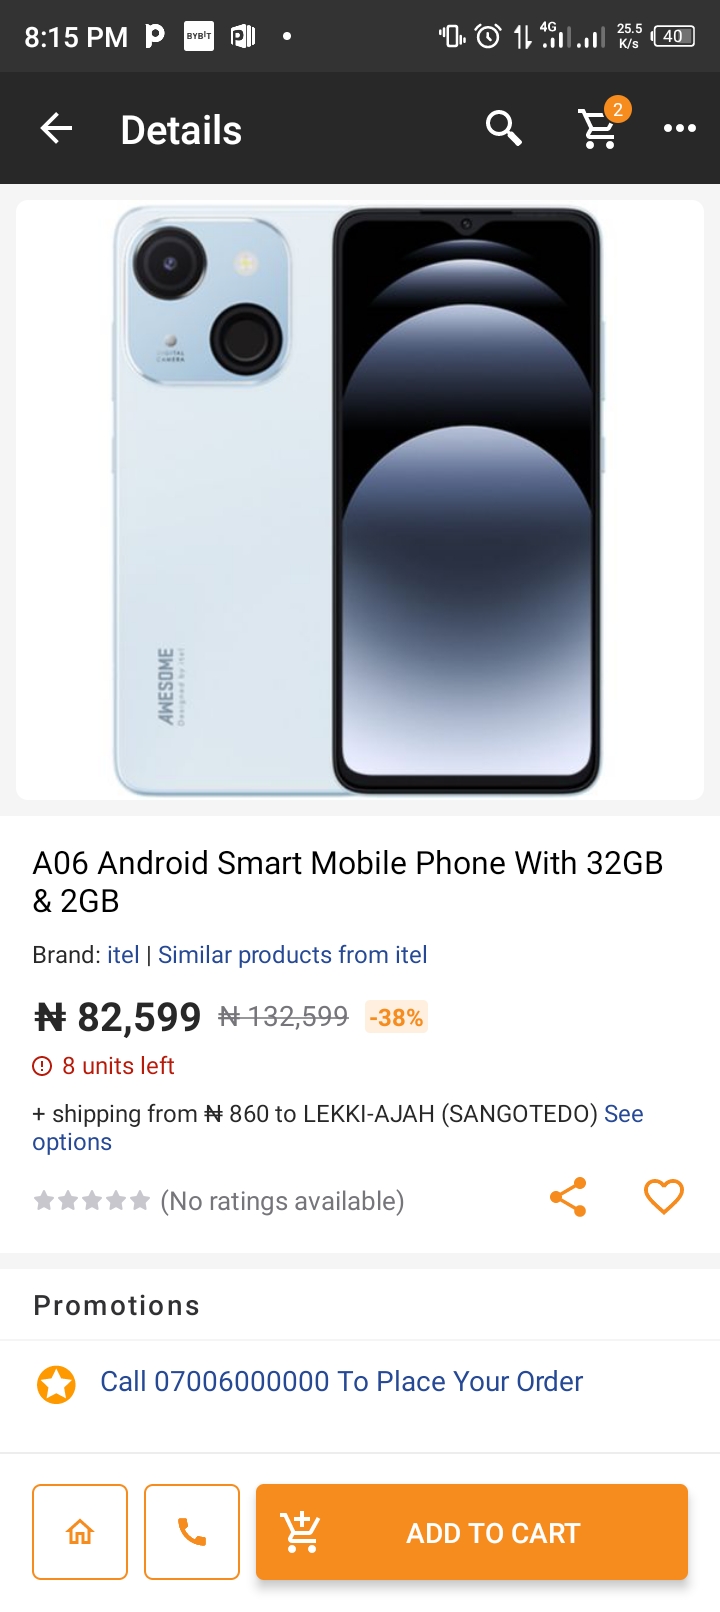 8:15 PM
BYBIT
4G
25.5
K/s
40
Details
2
DIGITAL
CAMERA
AWESOME
Designed by itel
A06 Android Smart Mobile Phone With 32GB
& 2GB
Brand: itel | Similar products from itel
₦ 82,599 ₦ 132,599 -38%
8 units left
+ shipping from ₦ 860 to LEKKI-AJAH (SANGOTEDO) See
options
(No ratings available)
Promotions
Call 07006000000 To Place Your Order
ADD TO CART